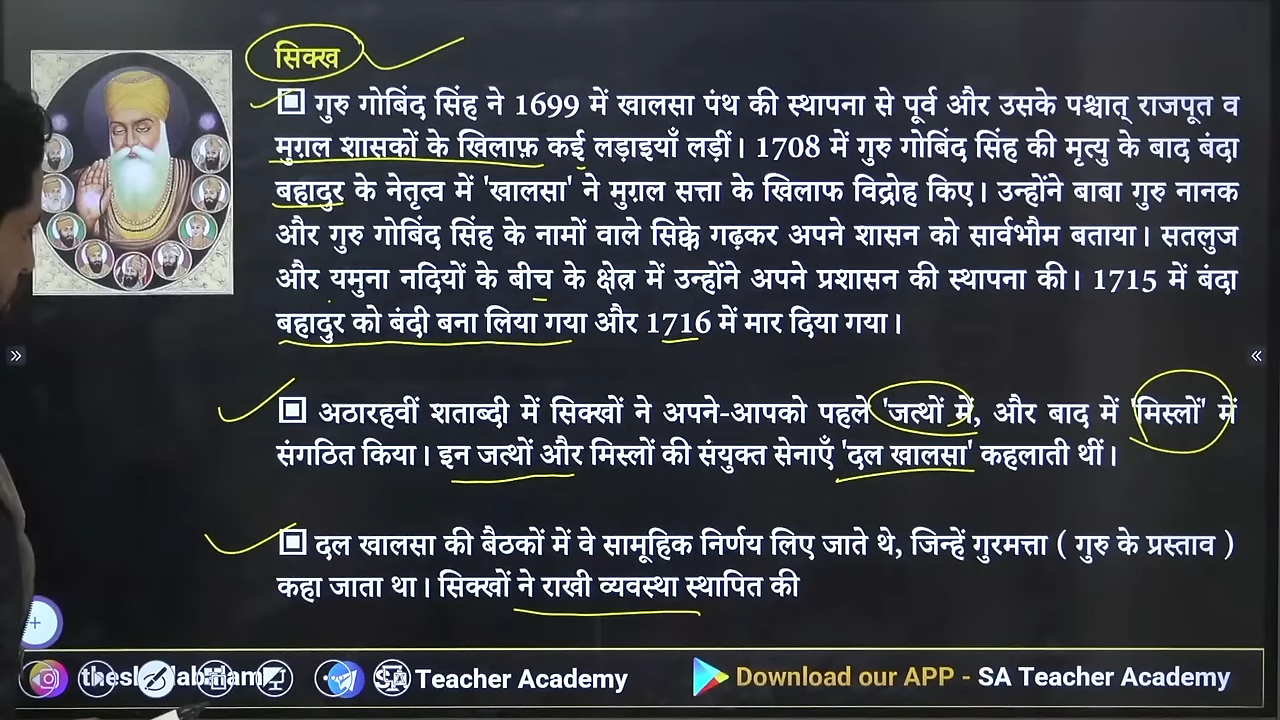 सिक्ख
गुरु गोबिंद सिंह ने 1699 में खालसा पंथ की स्थापना से पूर्व और उसके पश्चात् राजपूत व
मुग़ल शासकों के खिलाफ़ कई लड़ाइयाँ लड़ीं। 1708 में गुरु गोबिंद सिंह की मृत्यु के बाद बंदा
बहादुर के नेतृत्व में 'खालसा' ने मुग़ल सत्ता के खिलाफ विद्रोह किए। उन्होंने बाबा गुरु नानक
और गुरु गोबिंद सिंह के नामों वाले सिक्के गढ़कर अपने शासन को सार्वभौम बताया। सतलुज
और यमुना नदियों के बीच के क्षेत्र में उन्होंने अपने प्रशासन की स्थापना की। 1715 में बंदा
बहादुर को बंदी बना लिया गया और 1716 में मार दिया गया।
अठारहवीं शताब्दी में सिक्खों ने अपने-आपको पहले 'जत्थों में, और बाद में 'मिस्लों' में
संगठित किया। इन जत्थों और मिस्लों की संयुक्त सेनाएँ 'दल खालसा' कहलाती थीं।
दल खालसा की बैठकों में वे सामूहिक निर्णय लिए जाते थे, जिन्हें गुरमत्ता ( गुरु के प्रस्ताव )
कहा जाता था। सिक्खों ने राखी व्यवस्था स्थापित की
Teacher Academy
Download our APP - SA Teacher Academy